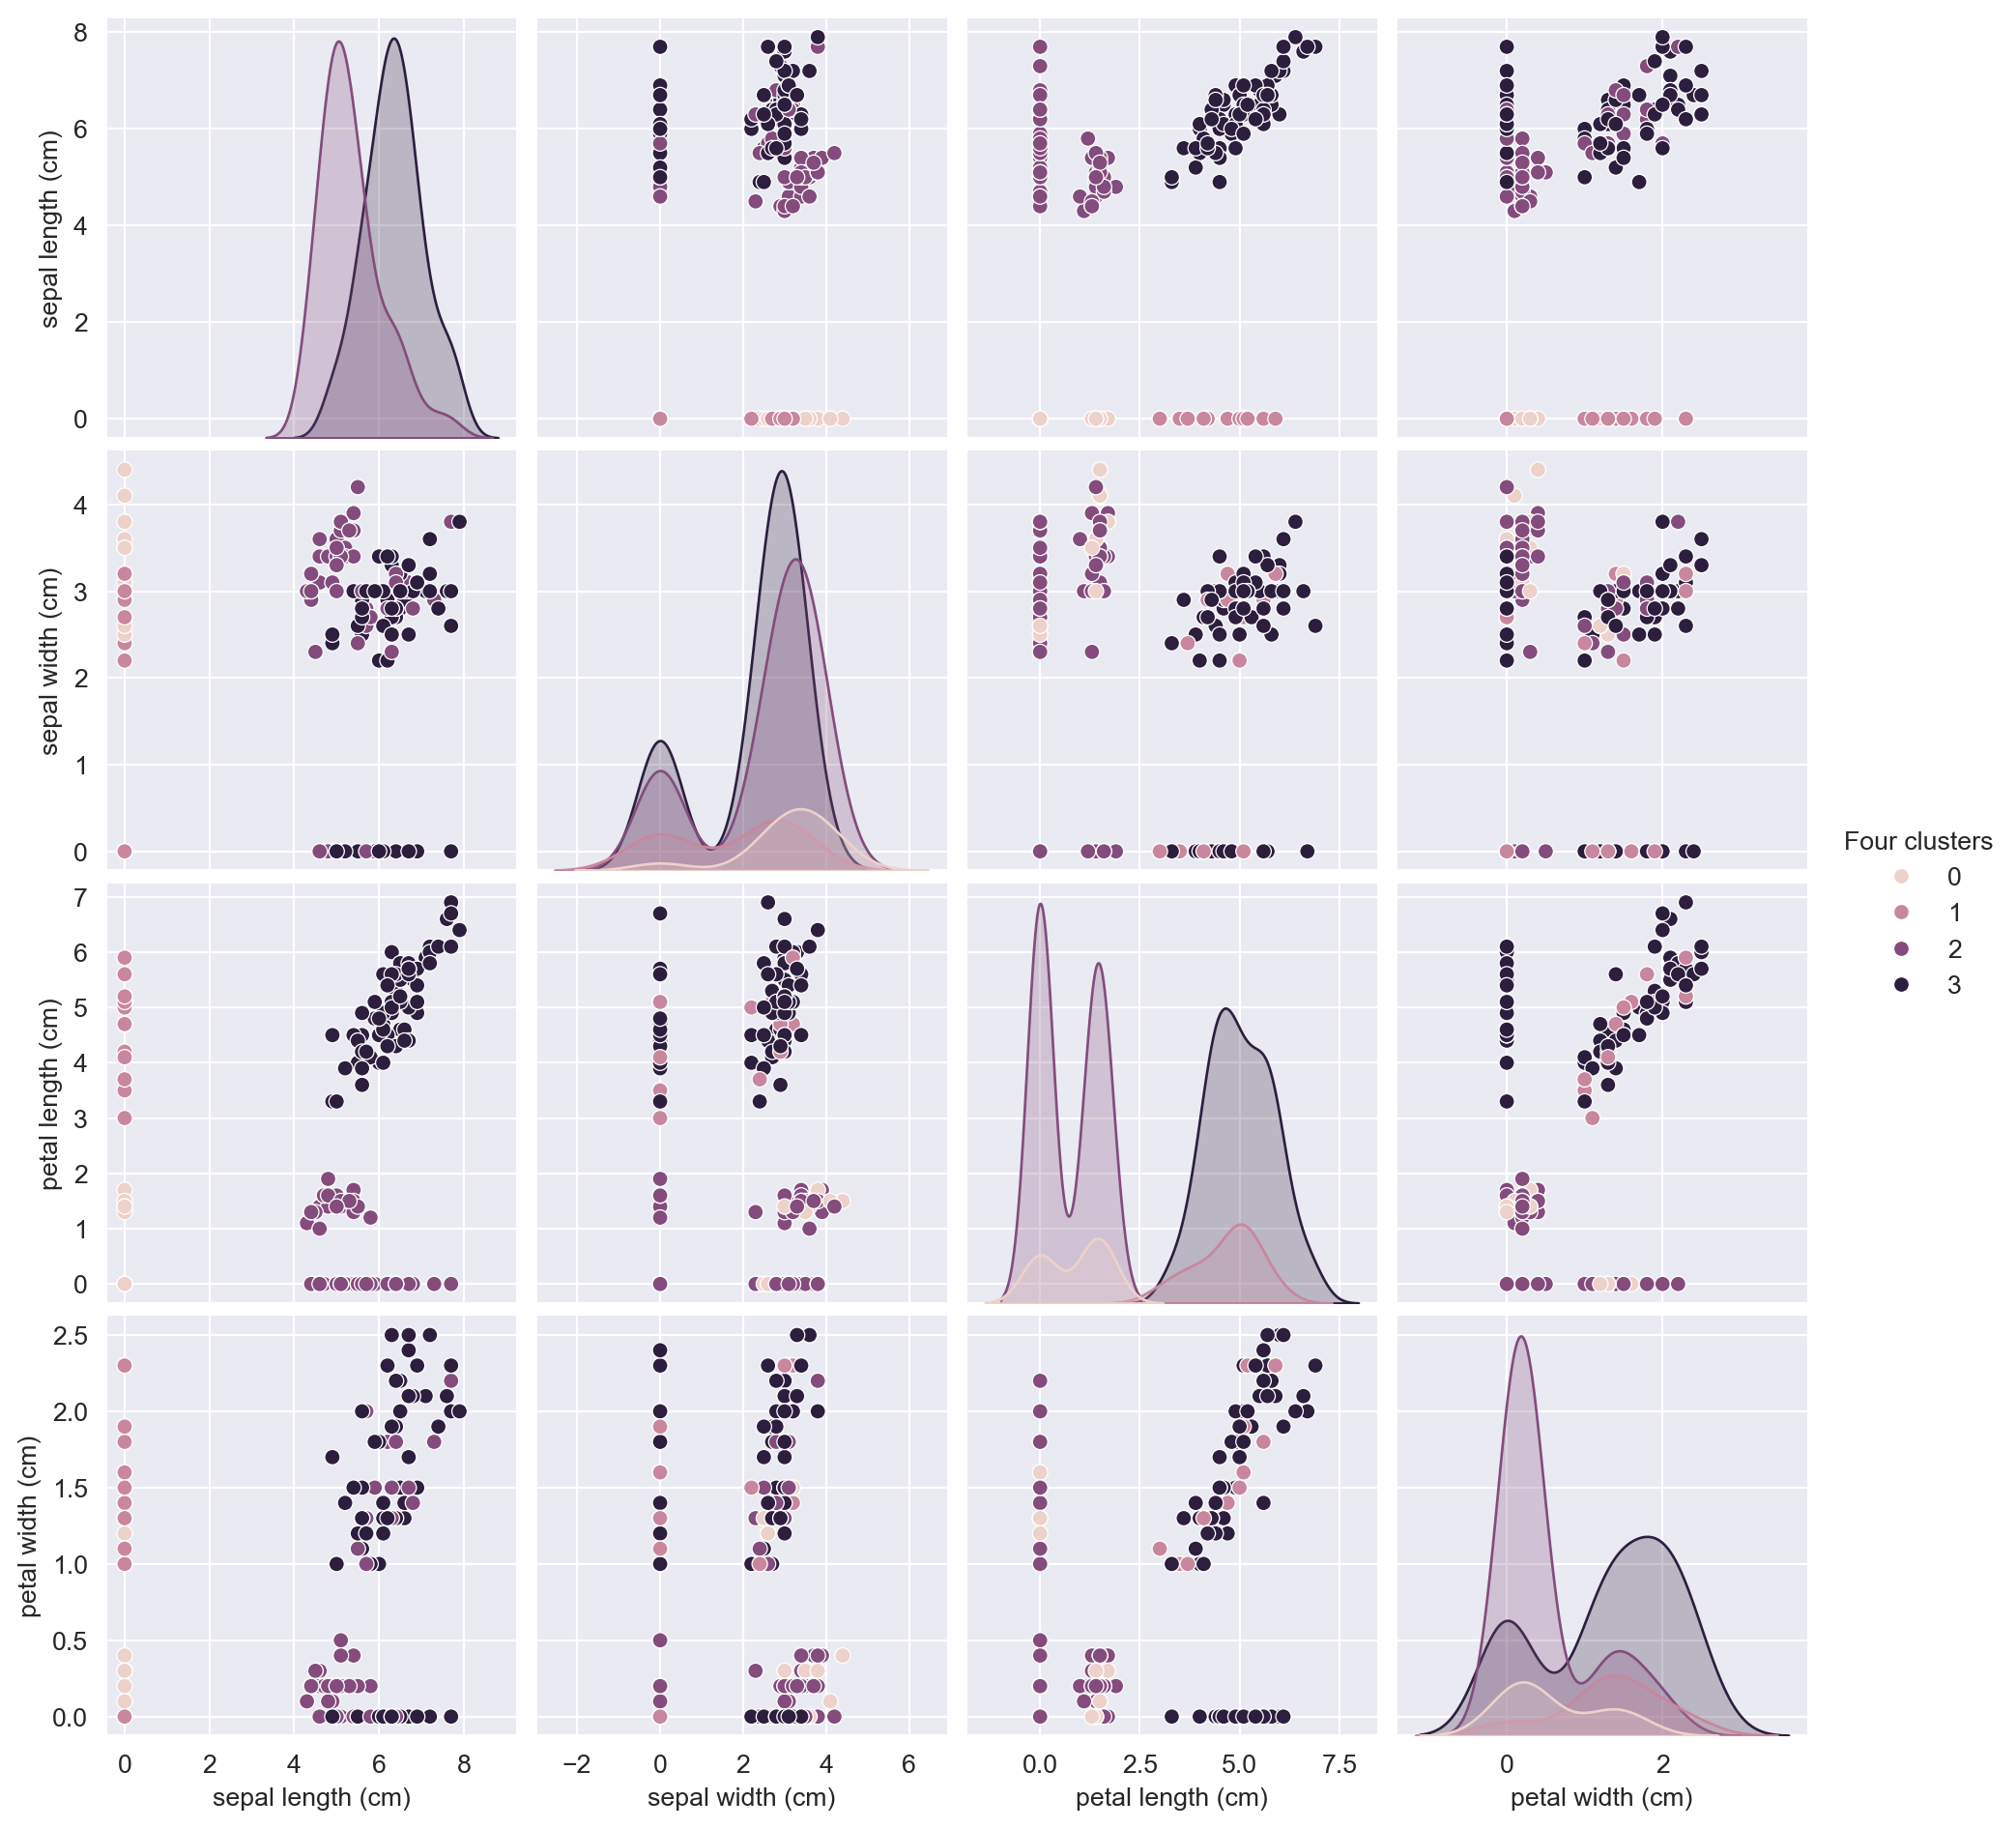 8
6
4
2
0
sepal length (cm)
4
3
2
1
0
sepal width (cm)
7
6
5
4
3
2
1
0
petal length (cm)
2.5
2.0
1.5
1.0
0.5
0.0
petal width (cm)
0 2 4 6 8
sepal length (cm)
−2 0 2 4 6
sepal width (cm)
0.0 2.5 5.0 7.5
petal length (cm)
0 2
petal width (cm)
Four clusters
0
1
2
3